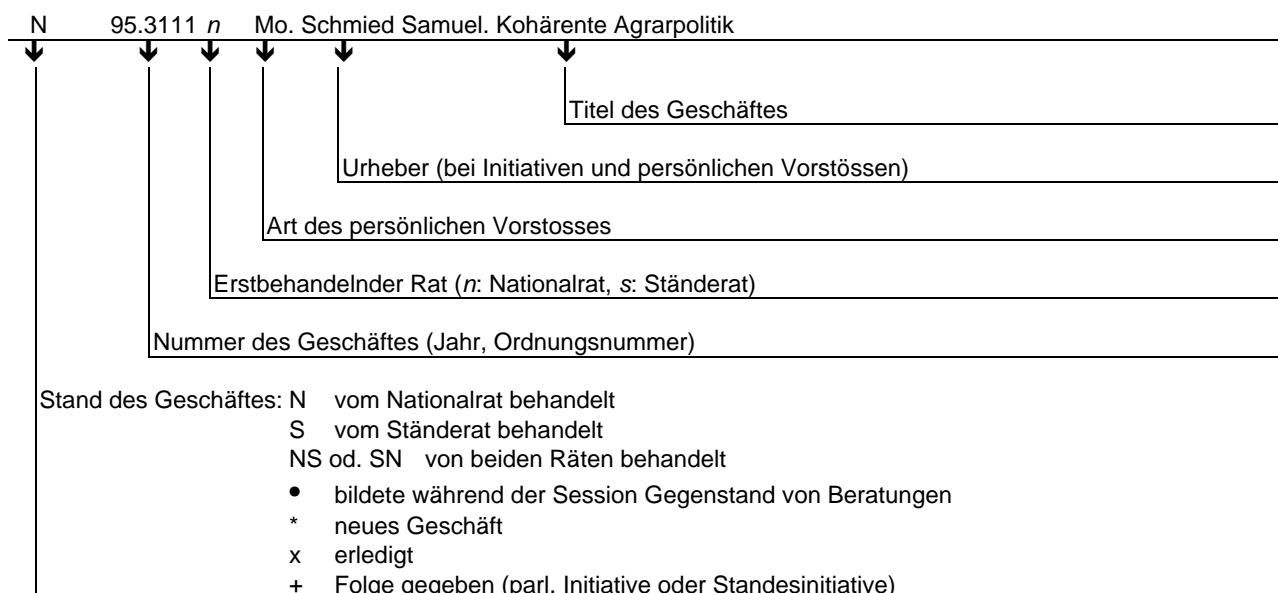 N 95.3111 n Mo. Schmied Samuel. Kohärente Agrarpolitik
Titel des Geschäftes
Urheber (bei Initiativen und persönlichen Vorstössen)
Art des persönlichen Vorstosses
Erstbehandelnder Rat (n: Nationalrat, s: Ständerat)
Nummer des Geschäftes (Jahr, Ordnungsnummer)
Stand des Geschäftes: N vom Nationalrat behandelt
S vom Ständerat behandelt
NS od. SN von beiden Räten behandelt
• bildete während der Session Gegenstand von Beratungen
* neues Geschäft
x erledigt
+ Folge gegeben (parl. Initiative oder Standesinitiative)